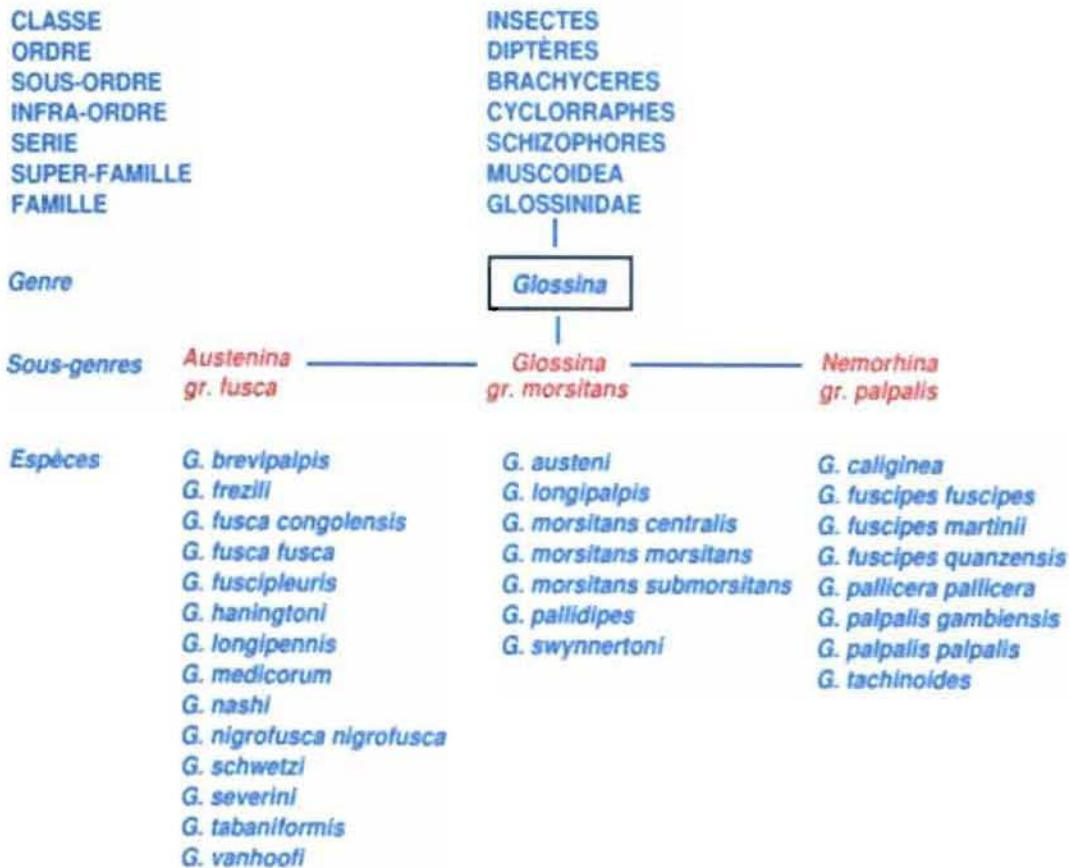 CLASSE INSECTES
ORDRE DIPTÈRES
SOUS-ORDRE BRACHYCERES
INFRA-ORDRE CYCLORRAPHES
SERIE SCHIZOPHORES
SUPER-FAMILLE MUSCOIDEA
FAMILLE GLOSSINIDAE
Genre Glossina
Sous-genres Austenina Glossina Nemorhina
gr. fusca gr. morsitans gr. palpalis
Espèces G. brevipalpis G. austeni G. caliginea
G. frezili G. longipalpis G. fuscipes fuscipes
G. fusca congolensis G. morsitans centralis G. fuscipes martinii
G. fusca fusca G. morsitans morsitans G. fuscipes quanzensis
G. fuscipleuris G. morsitans submorsitans G. pallicera pallicera
G. haningtoni G. pallidipes G. palpalis gambiensis
G. longipennis G. swynnertoni G. palpalis palpalis
G. medicorum G. tachinoides
G. nashi
G. nigrofusca nigrofusca
G. schwetzi
G. severini
G. tabaniformis
G. vanhoofi